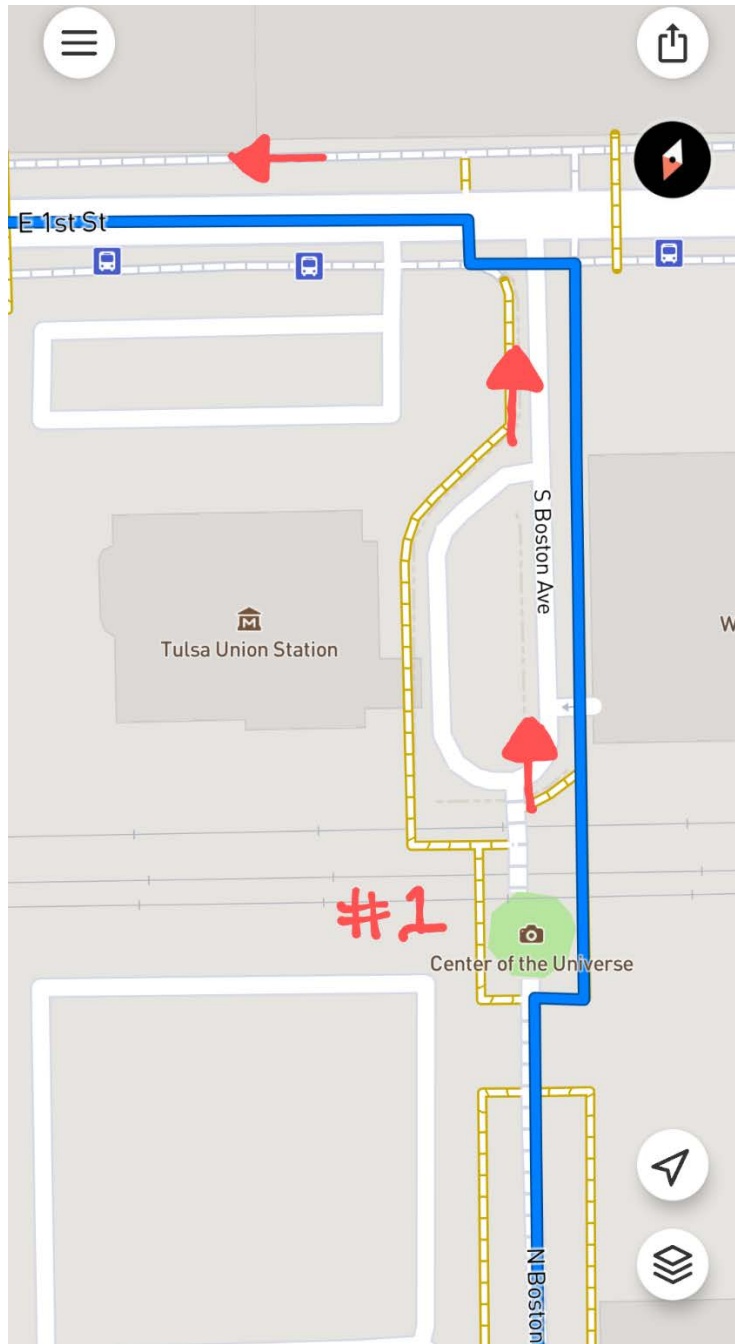 E 1st St
S Boston Ave
Tulsa Union Station
W
#1
Center of the Universe
N Boston